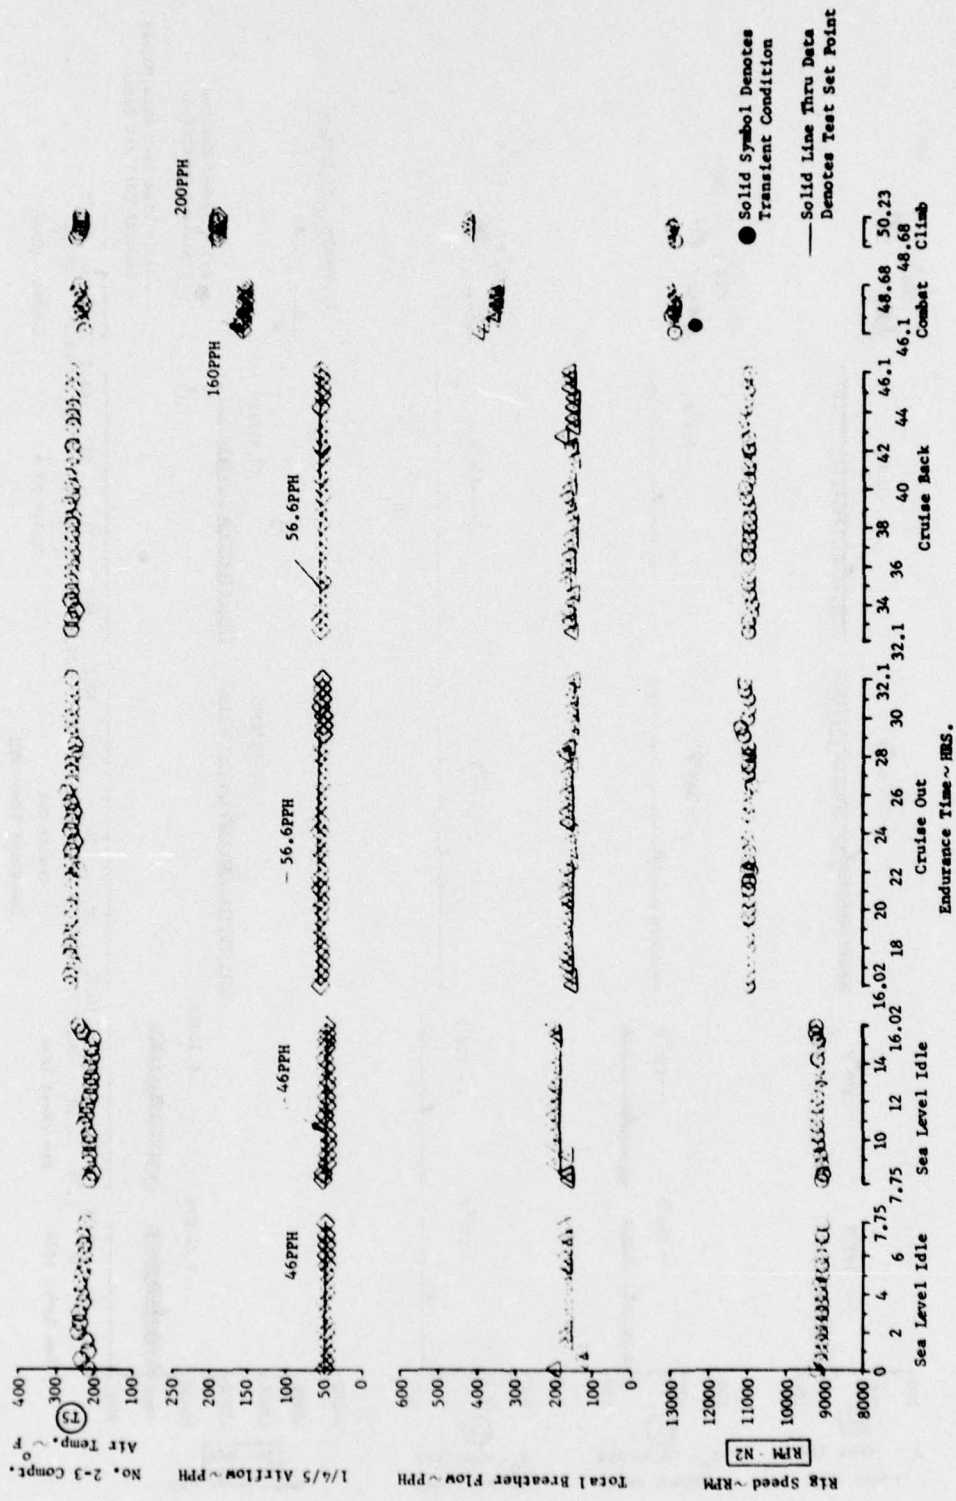 No. 2-3 Compt.
Air Temp. ~ °F
T3
400
300
200
100
1/4/5 Airflow ~ PPH
250
200
150
100
50
0
46PPH
46PPH
56.6PPH
56.6PPH
160PPH
200PPH
Total Breather Flow ~ PPH
600
500
400
300
200
100
0
Rig Speed ~ RPM
RPM - N2
13000
12000
11000
10000
9000
8000
Solid Symbol Denotes
Transient Condition
Solid Line Thru Data
Denotes Test Set Point
0 2 4 6 7.75
7.75 10 12 14 16.02
16.02 18 20 22 24 26 28 30 32.1
32.1 34 36 38 40 42 44 46.1
46.1 48.68
48.68 50.23
Sea Level Idle
Sea Level Idle
Cruise Out
Cruise Back
Combat
Climb
Endurance Time ~ HRS.